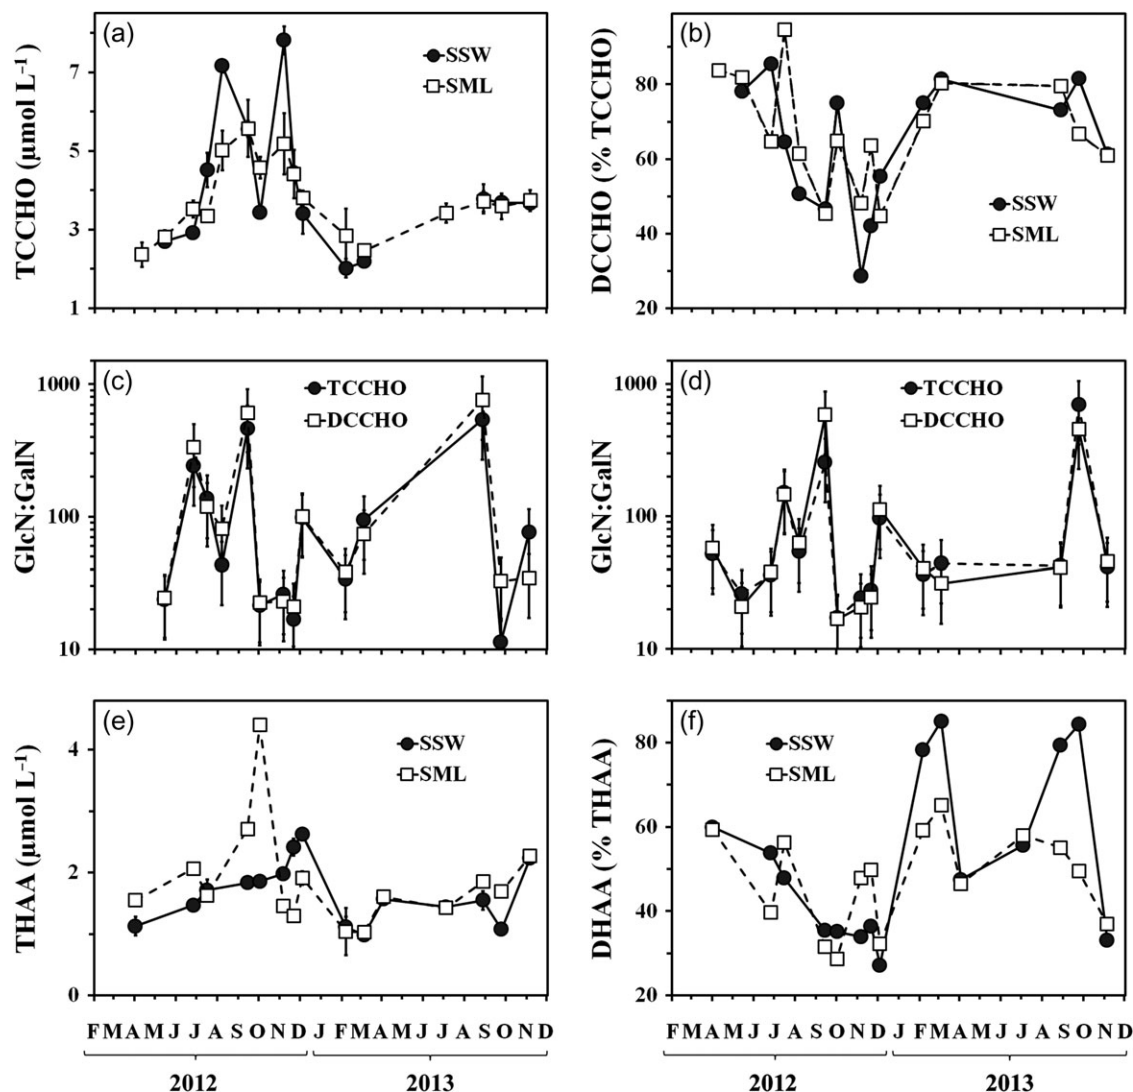 (a)
TCCHO (µmol L⁻¹)
7
5
3
1
SSW
SML
F M A M J J A S O N D J F M A M J J A S O N D
(b)
DCCHO (% TCCHO)
80
60
40
20
SSW
SML
F M A M J J A S O N D J F M A M J J A S O N D
(c)
GlcN:GalN
1000
100
10
TCCHO
DCCHO
F M A M J J A S O N D J F M A M J J A S O N D
(d)
GlcN:GalN
1000
100
10
TCCHO
DCCHO
F M A M J J A S O N D J F M A M J J A S O N D
(e)
THAA (µmol L⁻¹)
4
2
0
SSW
SML
F M A M J J A S O N D J F M A M J J A S O N D
2012 2013
(f)
DHAA (% THAA)
80
60
40
20
SSW
SML
F M A M J J A S O N D J F M A M J J A S O N D
2012 2013